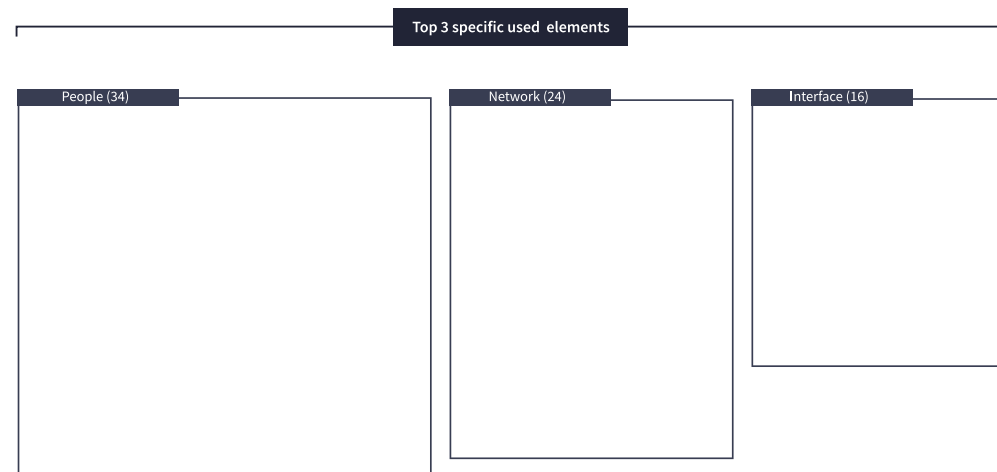 Top 3 specific used elements
People (34)
Network (24)
Interface (16)